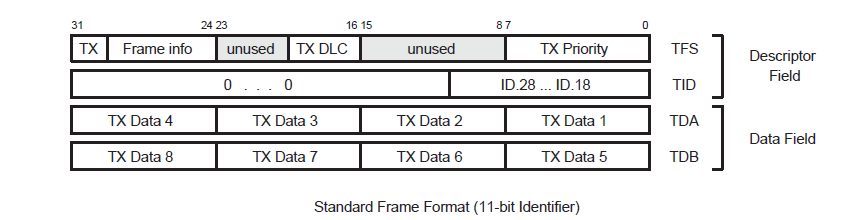 31 24 23 16 15 8 7 0
TX Frame info unused TX DLC unused TX Priority TFS
Descriptor
Field
0 . . . 0 ID.28 ... ID.18 TID
TX Data 4 TX Data 3 TX Data 2 TX Data 1 TDA
Data Field
TX Data 8 TX Data 7 TX Data 6 TX Data 5 TDB
Standard Frame Format (11-bit Identifier)